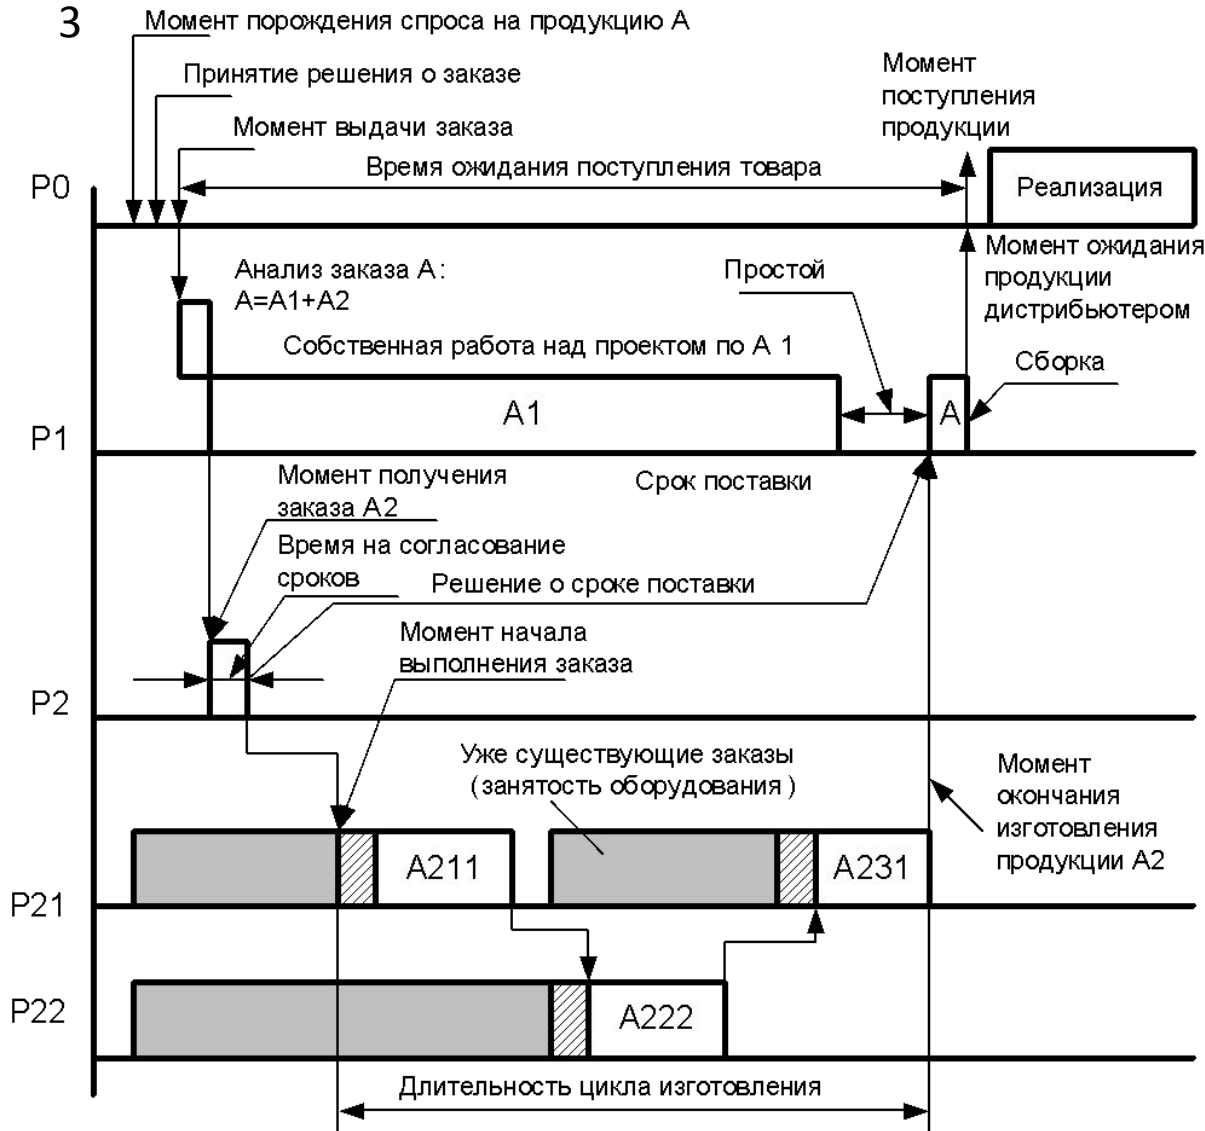 3
Момент порождения спроса на продукцию А
Принятие решения о заказе
Момент выдачи заказа
Момент
поступления
продукции
Время ожидания поступления товара
P0
Реализация
Анализ заказа А:
А=А1+А2
Простой
Момент ожидания
продукции
дистрибьютером
Собственная работа над проектом по А 1
Сборка
А1
А
P1
Момент получения
заказа А2
Срок поставки
Время на согласование
сроков
Решение о сроке поставки
Момент начала
выполнения заказа
P2
Уже существующие заказы
(занятость оборудования)
Момент
окончания
изготовления
продукции А2
А211
А231
P21
P22
А222
Длительность цикла изготовления